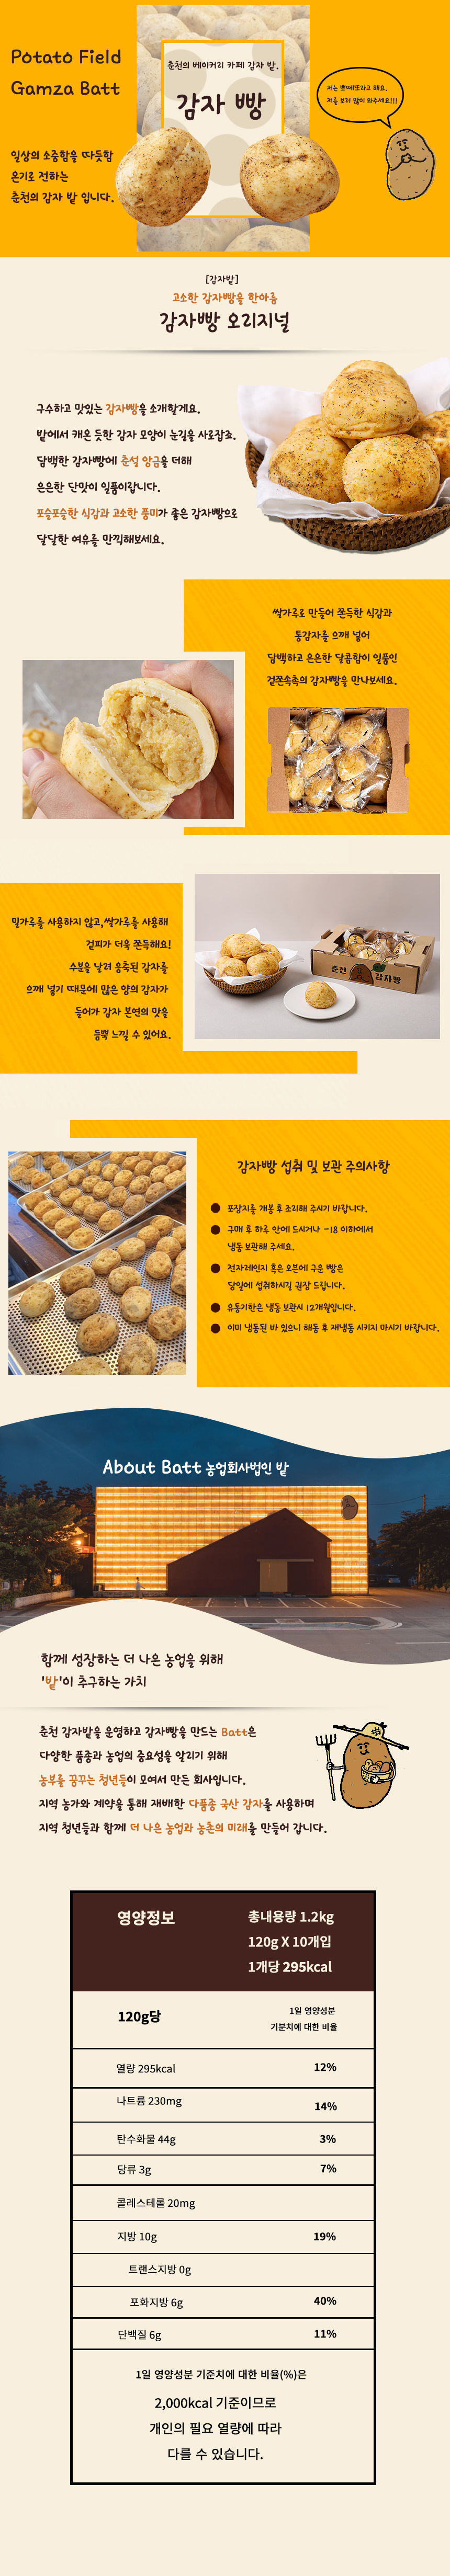 Potato Field
Gamza Batt
일상의 소중함을 따듯함
온기로 전하는
춘천의 감자 밭 입니다.
춘천의 베이커리 카페 감자 밭.
감자 빵
저를 보러 많이 와주세요!!!
[감자밭]
고소한 감자빵을 한아름
감자빵 오리지널
구수하고 맛있는 감자빵을 소개할게요.
밭에서 캐온 듯한 감자 모양이 눈길을 사로잡죠.
담백한 감자빵에 춘설 앙금을 더해
은은한 단맛이 일품이랍니다.
포슬포슬한 식감과 고소한 풍미가 좋은 감자빵으로
달달한 여유를 만끽해보세요.
쌀가루로 만들어 쫀득한 식감과
통감자를 으깨 넣어
담백하고 은은한 달콤함이 일품인
겉쫀속촉의 감자빵을 만나보세요.
밀가루를 사용하지 않고,쌀가루를 사용해
겉피가 더욱 쫀득해요!
수분을 날려 응축된 감자를
으깨 넣기 때문에 많은 양의 감자가
들어가 감자 본연의 맛을
듬뿍 느낄 수 있어요.
춘천 감자빵
감자빵 섭취 및 보관 주의사항
포장지를 개봉 후 조리해 주시기 바랍니다.
구매 후 하루 안에 드시거나 -18 이하에서
냉동 보관해 주세요.
전자레인지 혹은 오븐에 구운 빵은
당일에 섭취하시길 권장 드립니다.
유통기한은 냉동 보관시 12개월입니다.
이미 냉동된 바 있으니 해동 후 재냉동 시키지 마시기 바랍니다.
About Batt 농업회사법인 밭
함께 성장하는 더 나은 농업을 위해
'밭'이 추구하는 가치
춘천 감자밭을 운영하고 감자빵을 만드는 Batt은
다양한 품종과 농업의 중요성을 알리기 위해
농부를 꿈꾸는 청년들이 모여서 만든 회사입니다.
지역 농가와 계약을 통해 재배한 다품종 국산 감자를 사용하며
지역 청년들과 함께 더 나은 농업과 농촌의 미래를 만들어 갑니다.
영양정보
총내용량 1.2kg
120g X 10개입
1개당 295kcal
120g당
1일 영양성분
기분치에 대한 비율
열량 295kcal 12%
나트륨 230mg 14%
탄수화물 44g 3%
당류 3g 7%
콜레스테롤 20mg
지방 10g 19%
트랜스지방 0g
포화지방 6g 40%
단백질 6g 11%
1일 영양성분 기준치에 대한 비율(%)은
2,000kcal 기준이므로
개인의 필요 열량에 따라
다를 수 있습니다.